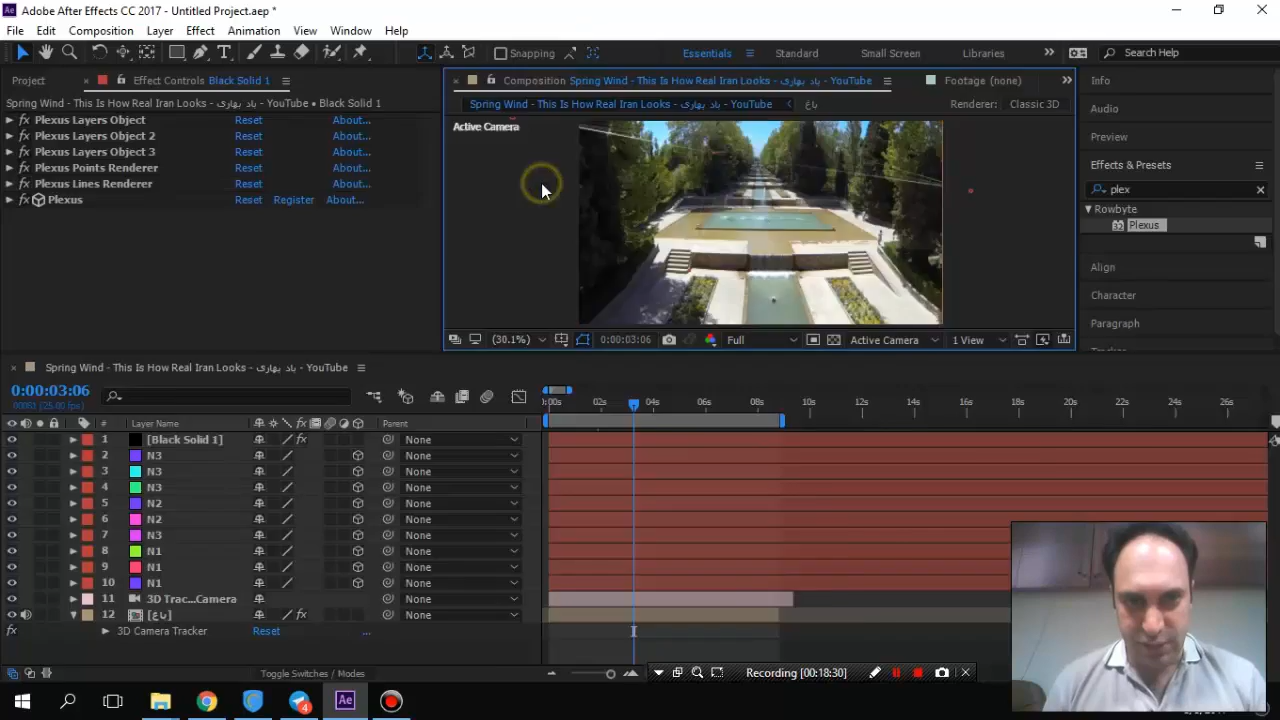 Adobe After Effects CC 2017 - Untitled Project.aep *
File Edit Composition Layer Effect Animation View Window Help
Snapping Essentials Standard Small Screen Libraries Search Help
Project Effect Controls Black Solid 1
Spring Wind - This Is How Real Iran Looks - باد بهاری - YouTube • Black Solid 1
Plexus Layers Object Reset About...
Plexus Layers Object 2 Reset About...
Plexus Layers Object 3 Reset About...
Plexus Points Renderer Reset About...
Plexus Lines Renderer Reset About...
Plexus Reset Register About...
Composition Spring Wind - This Is How Real Iran Looks - باد بهاری - YouTube
Footage (none)
Spring Wind - This Is How Real Iran Looks - باد بهاری - YouTube باغ
Renderer: Classic 3D
Active Camera
(30.1%) 0:00:03:06 Full Active Camera 1 View
Info
Audio
Preview
Effects & Presets
plex
Rowbyte
Plexus
Align
Character
Paragraph
Spring Wind - This Is How Real Iran Looks - باد بهاری - YouTube
0:00:03:06
00081 (25.00 fps)
# Layer Name Parent
1 [Black Solid 1] None
2 N3 None
3 N3 None
4 N3 None
5 N2 None
6 N2 None
7 N3 None
8 N1 None
9 N1 None
10 N1 None
11 3D Trac...Camera None
12 [باغ] None
3D Camera Tracker Reset ...
:00s 02s 04s 06s 08s 10s 12s 14s 16s 18s 20s 22s 24s 26s
Toggle Switches / Modes
Recording [00:18:30]
4
Ae